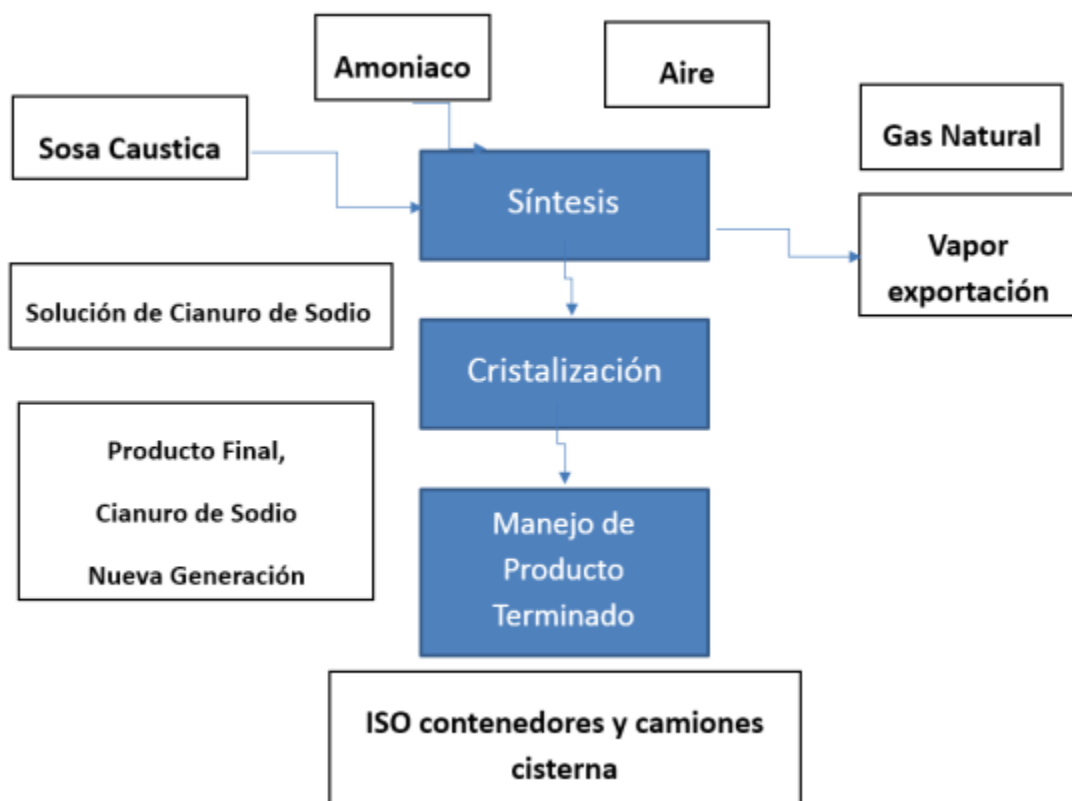 Amoniaco
Aire
Sosa Caustica
Gas Natural
Síntesis
Vapor
exportación
Solución de Cianuro de Sodio
Cristalización
Producto Final,
Cianuro de Sodio
Nueva Generación
Manejo de
Producto
Terminado
ISO contenedores y camiones
cisterna